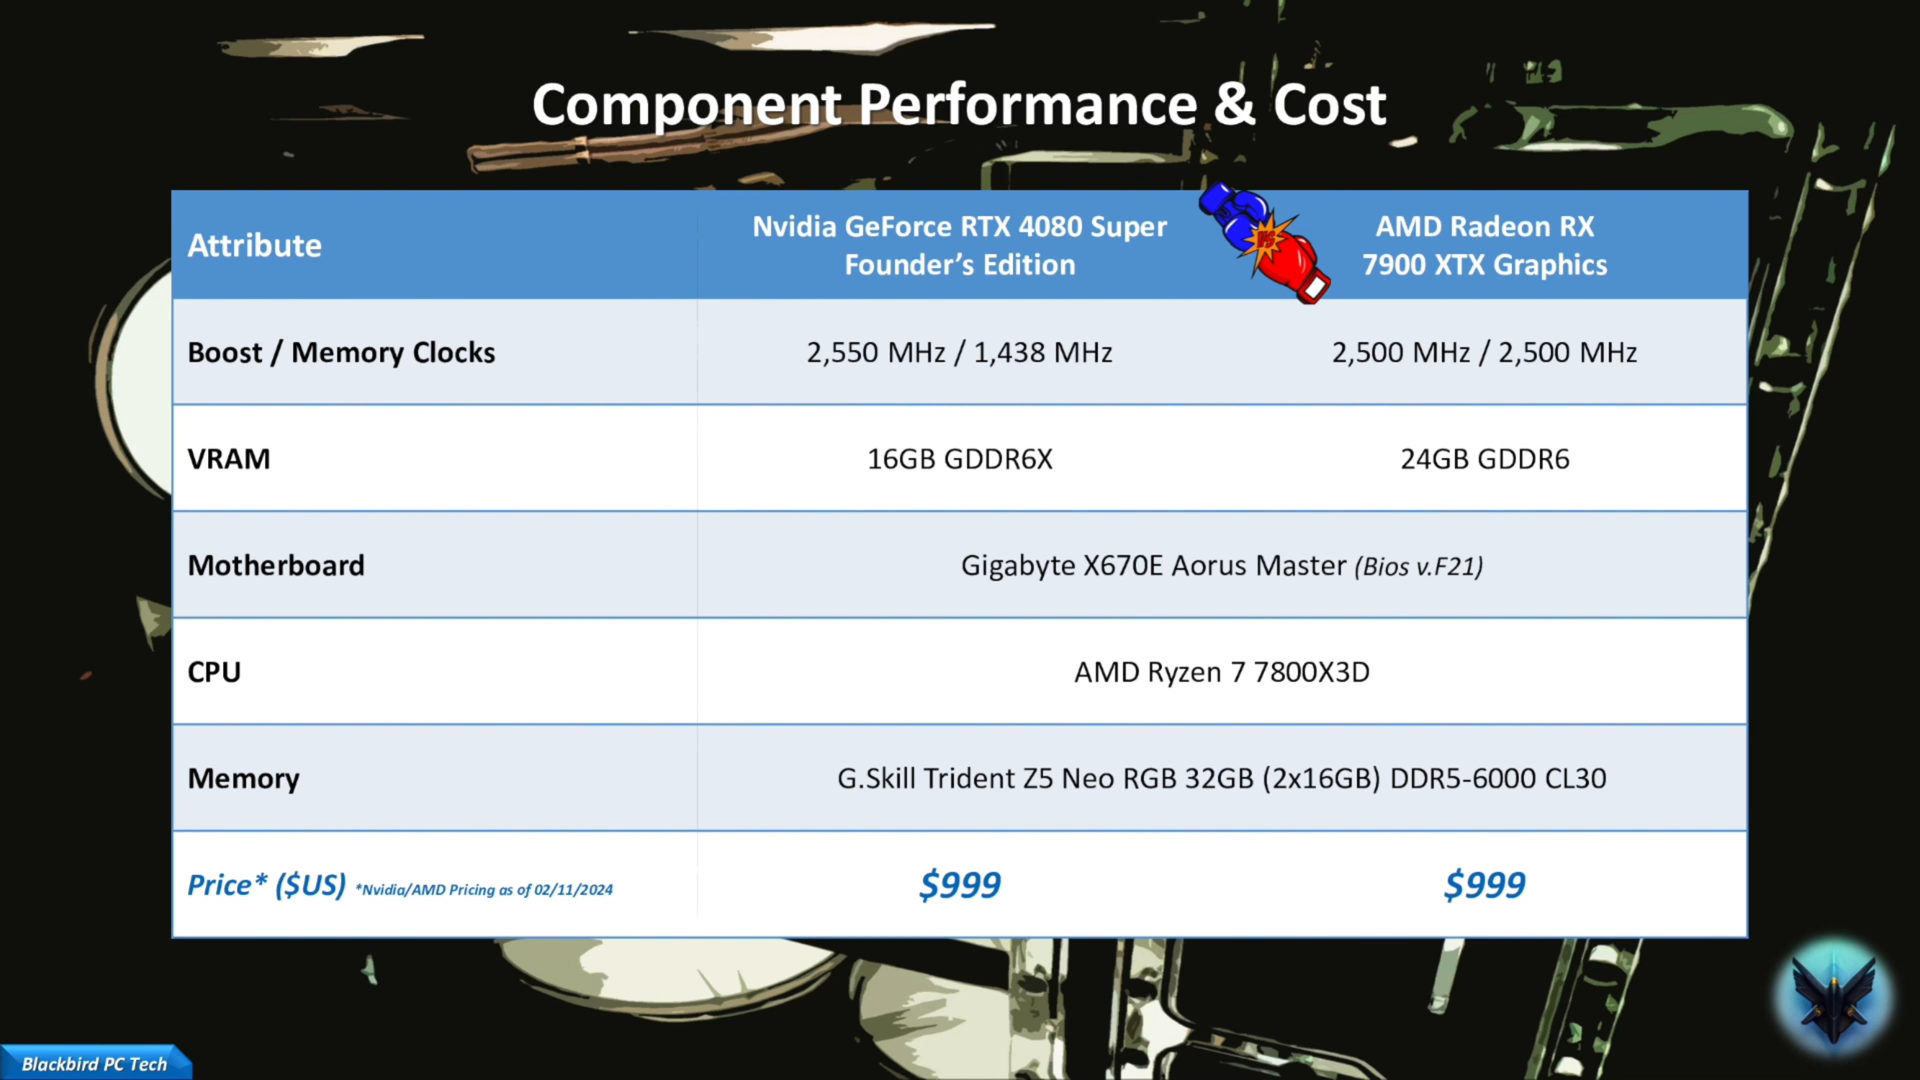 Component Performance & Cost
Attribute
Nvidia GeForce RTX 4080 Super
Founder’s Edition
VS
AMD Radeon RX
7900 XTX Graphics
Boost / Memory Clocks
2,550 MHz / 1,438 MHz
2,500 MHz / 2,500 MHz
VRAM
16GB GDDR6X
24GB GDDR6
Motherboard
Gigabyte X670E Aorus Master (Bios v.F21)
CPU
AMD Ryzen 7 7800X3D
Memory
G.Skill Trident Z5 Neo RGB 32GB (2x16GB) DDR5-6000 CL30
Price* ($US) *Nvidia/AMD Pricing as of 02/11/2024
$999
$999
Blackbird PC Tech